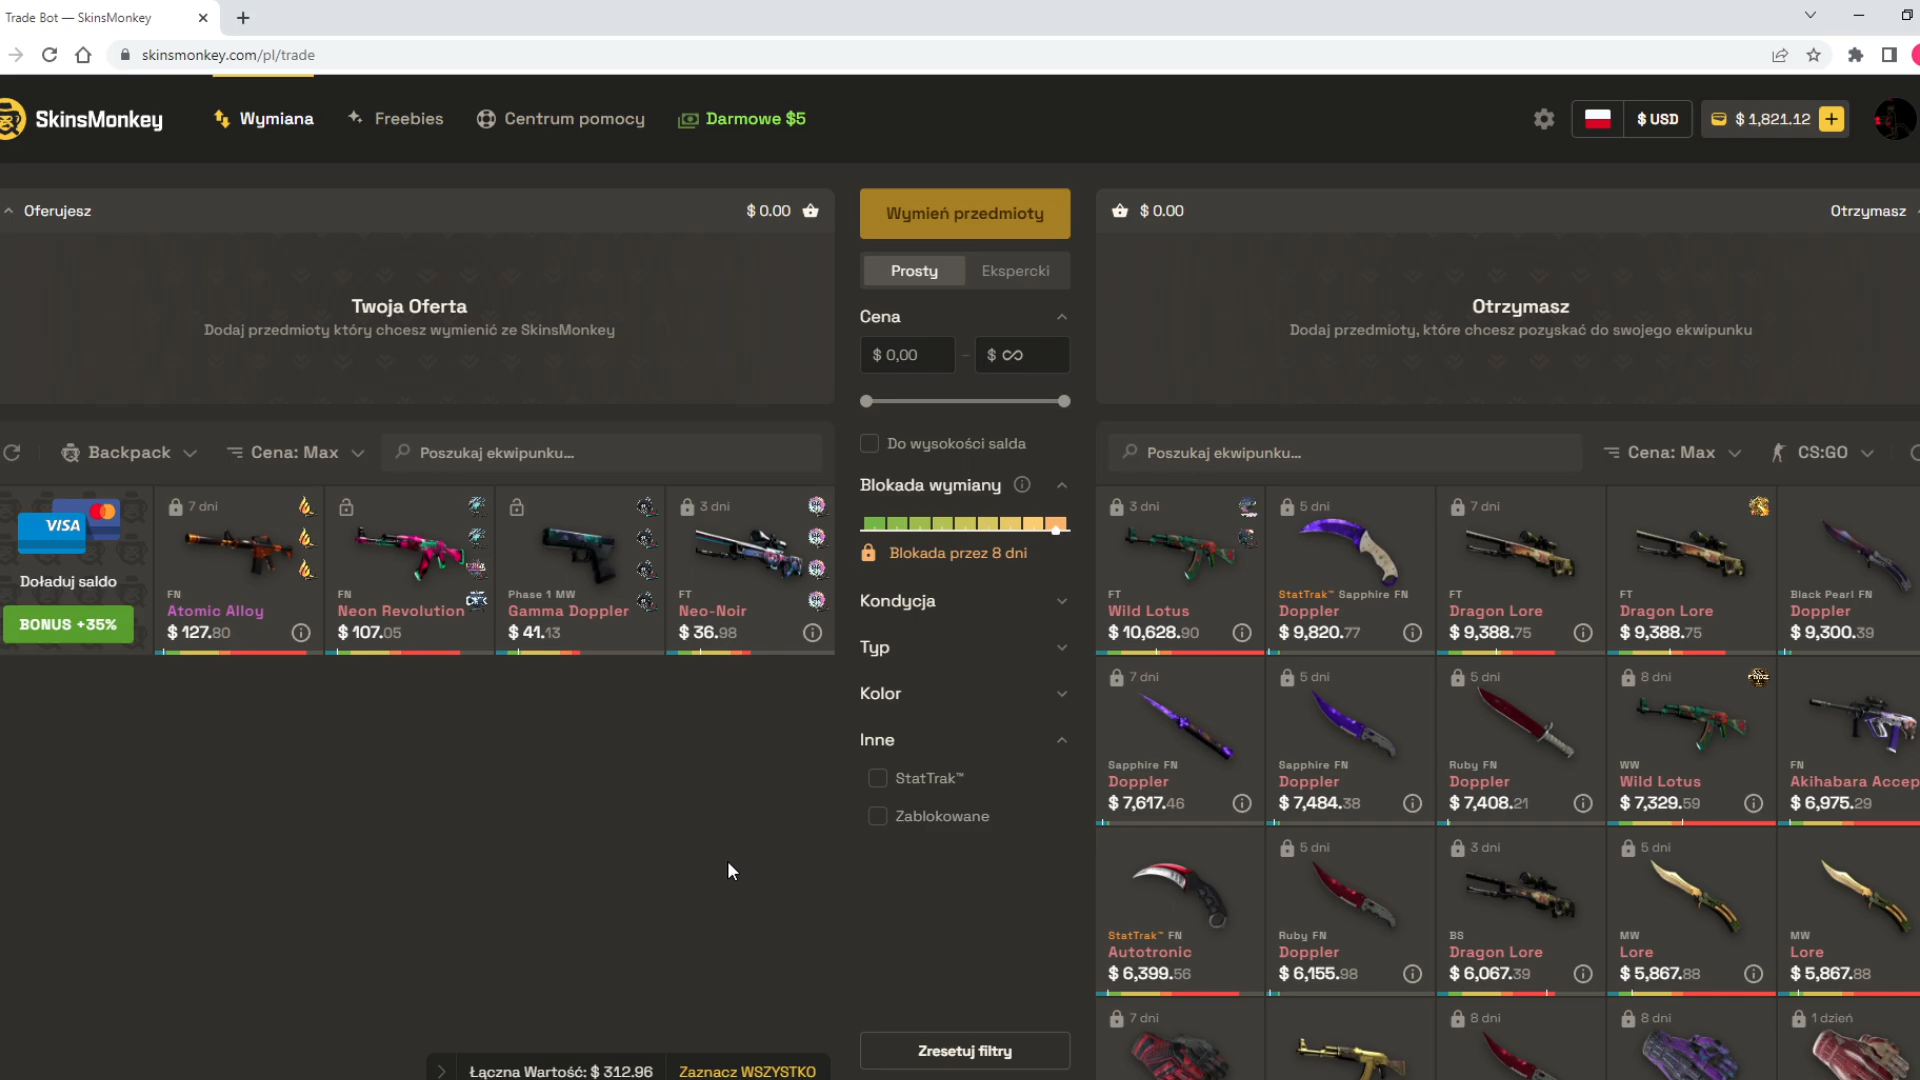 Trade Bot — SkinsMonkey
skinsmonkey.com/pl/trade
SkinsMonkey
Wymiana
Freebies
Centrum pomocy
Darmowe $5
$ USD
$ 1,821.12
Oferujesz
$ 0.00
Wymień przedmioty
$ 0.00
Otrzymasz
Prosty
Ekspercki
Twoja Oferta
Dodaj przedmioty który chcesz wymienić ze SkinsMonkey
Cena
$ 0,00
-
$ ∞
Otrzymasz
Dodaj przedmioty, które chcesz pozyskać do swojego ekwipunku
Backpack
Cena: Max
Poszukaj ekwipunku...
Do wysokości salda
Poszukaj ekwipunku...
Cena: Max
CS:GO
VISA
Doładuj saldo
BONUS +35%
7 dni
FN
Atomic Alloy
$ 127.80
FN
Neon Revolution
$ 107.05
Phase 1 MW
Gamma Doppler
$ 41.13
3 dni
FT
Neo-Noir
$ 36.98
Blokada wymiany
Blokada przez 8 dni
Kondycja
Typ
Kolor
Inne
StatTrak™
Zablokowane
Zresetuj filtry
3 dni
FT
Wild Lotus
$ 10,628.90
5 dni
StatTrak™ Sapphire FN
Doppler
$ 9,820.77
7 dni
FT
Dragon Lore
$ 9,388.75
FT
Dragon Lore
$ 9,388.75
Black Pearl FN
Doppler
$ 9,300.39
7 dni
Sapphire FN
Doppler
$ 7,617.46
5 dni
Sapphire FN
Doppler
$ 7,484.38
5 dni
Ruby FN
Doppler
$ 7,408.21
8 dni
WW
Wild Lotus
$ 7,329.59
FN
Akihabara Accep
$ 6,975.29
StatTrak™ FN
Autotronic
$ 6,399.56
5 dni
Ruby FN
Doppler
$ 6,155.98
3 dni
BS
Dragon Lore
$ 6,067.39
5 dni
MW
Lore
$ 5,867.88
MW
Lore
$ 5,867.88
7 dni
8 dni
8 dni
1 dzień
Łączna Wartość: $ 312.96
Zaznacz WSZYSTKO